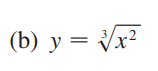 (b) y = ∛x²